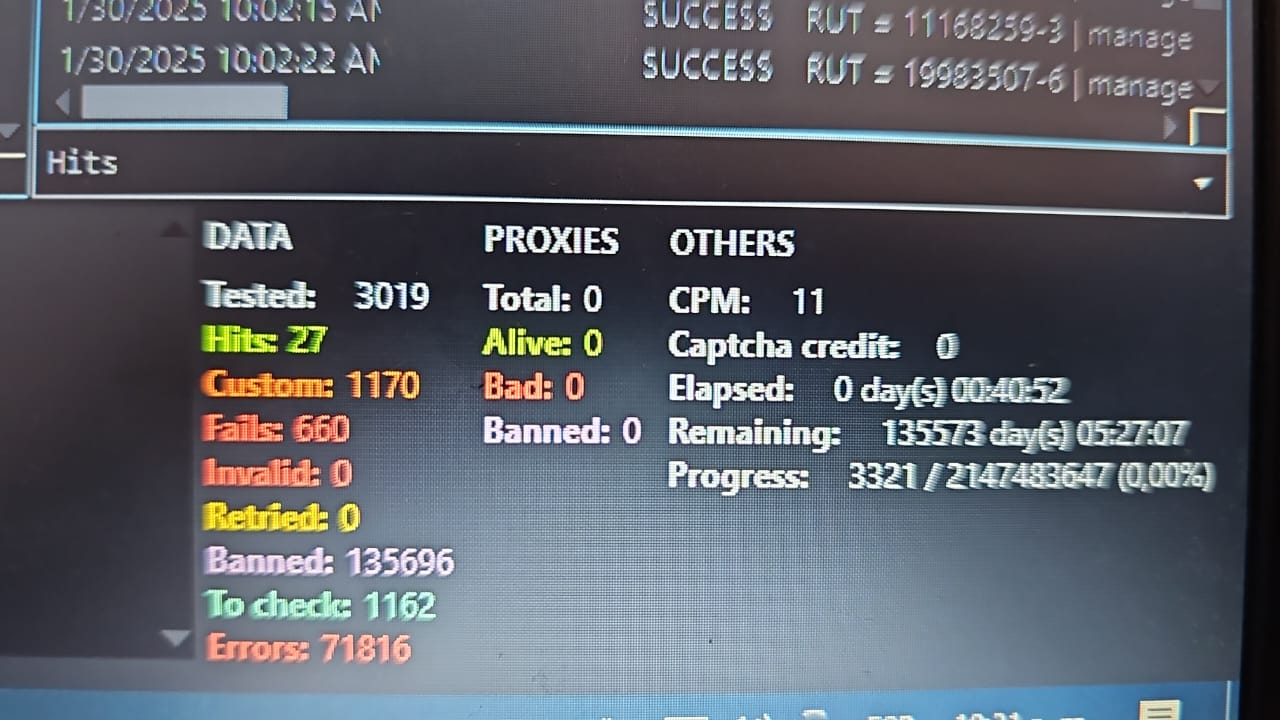 1/30/2025 10:02:15 AM SUCCESS RUT = 11168259-3 | manage
1/30/2025 10:02:22 AM SUCCESS RUT = 19983507-6 | manage
Hits
DATA PROXIES OTHERS
Tested: 3019 Total: 0 CPM: 11
Hits: 27 Alive: 0 Captcha credit: 0
Custom: 1170 Bad: 0 Elapsed: 0 day(s) 00:40:52
Fails: 660 Banned: 0 Remaining: 135573 day(s) 05:27:07
Invalid: 0 Progress: 3321 / 2147483647 (0,00%)
Retried: 0
Banned: 135696
To check: 1162
Errors: 71816